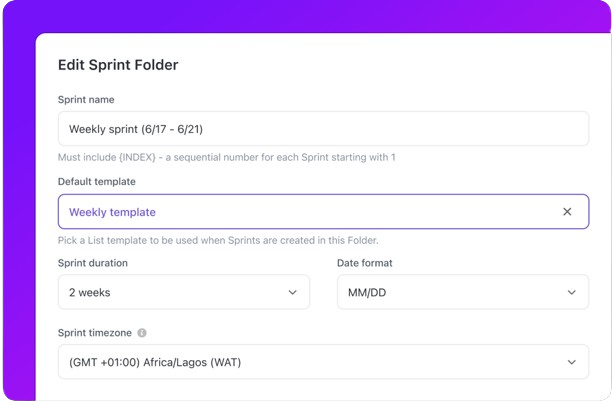 Edit Sprint Folder
Sprint name
Weekly sprint (6/17 - 6/21)
Must include {INDEX} - a sequential number for each Sprint starting with 1
Default template
Weekly template
Pick a List template to be used when Sprints are created in this Folder.
Sprint duration
Date format
2 weeks
MM/DD
Sprint timezone
(GMT +01:00) Africa/Lagos (WAT)